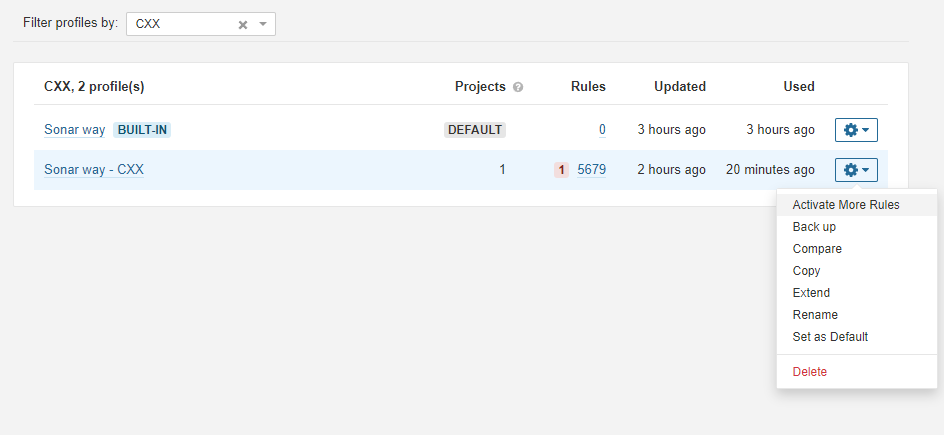 Filter profiles by: CXX
CXX, 2 profile(s) Projects ? Rules Updated Used
Sonar way BUILT-IN DEFAULT 0 3 hours ago 3 hours ago
Sonar way - CXX 1 1 5679 2 hours ago 20 minutes ago
Activate More Rules
Back up
Compare
Copy
Extend
Rename
Set as Default
Delete